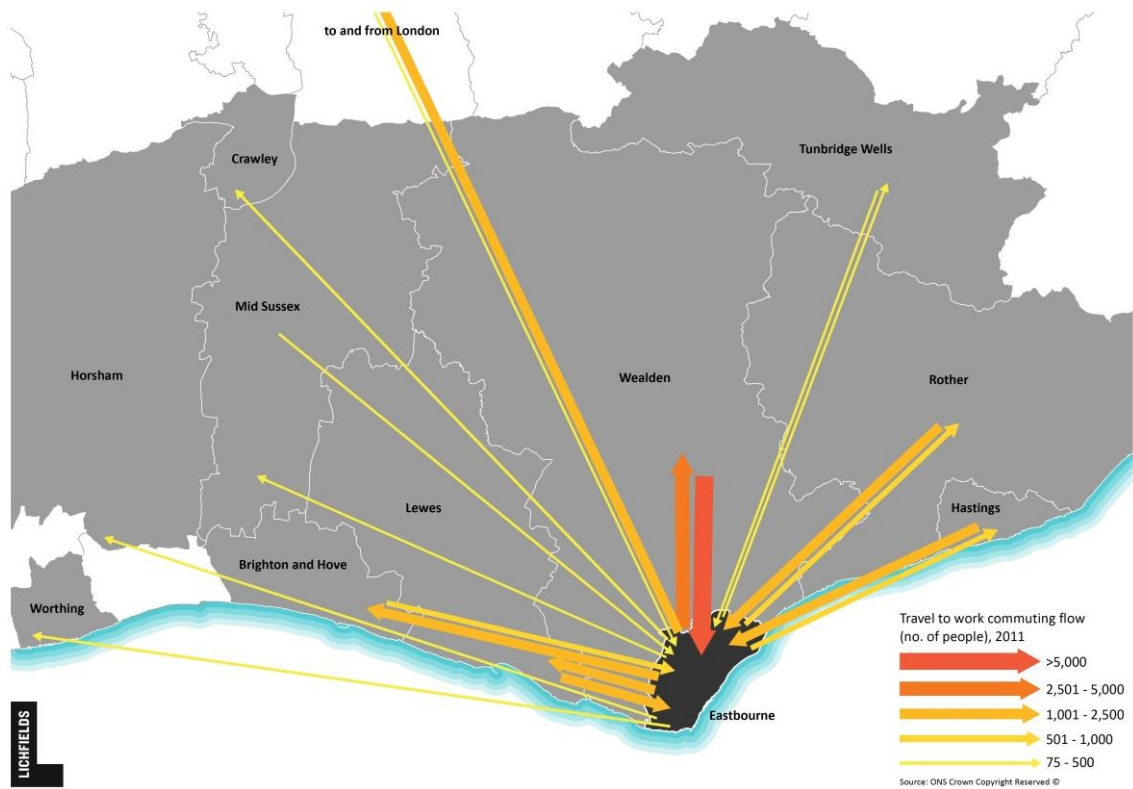 to and from London
Crawley
Tunbridge Wells
Mid Sussex
Horsham
Wealden
Rother
Lewes
Hastings
Brighton and Hove
Worthing
Eastbourne
Travel to work commuting flow
(no. of people), 2011
>5,000
2,501 - 5,000
1,001 - 2,500
501 - 1,000
75 - 500
Source: ONS Crown Copyright Reserved ©
LICHFIELDS